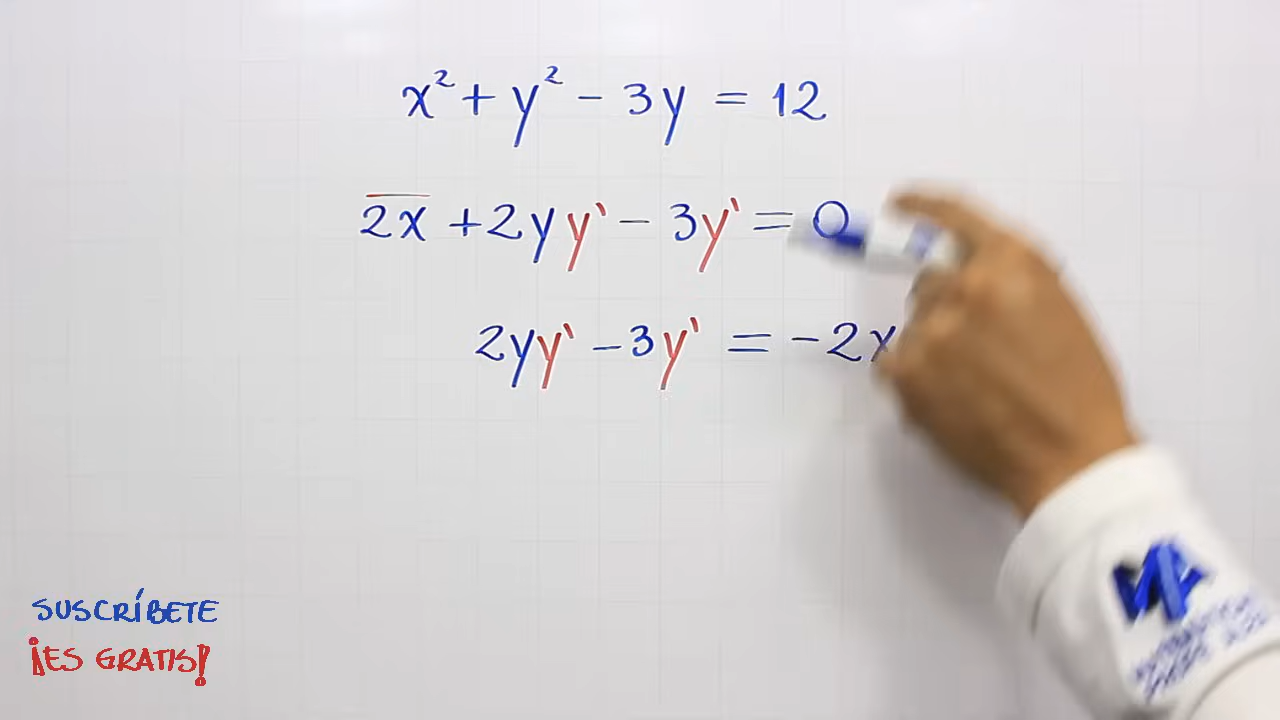 x² + y² - 3y = 12
2x + 2yy' - 3y' = 0
2yy' - 3y' = -2x
SUSCRÍBETE
¡ES GRATIS!